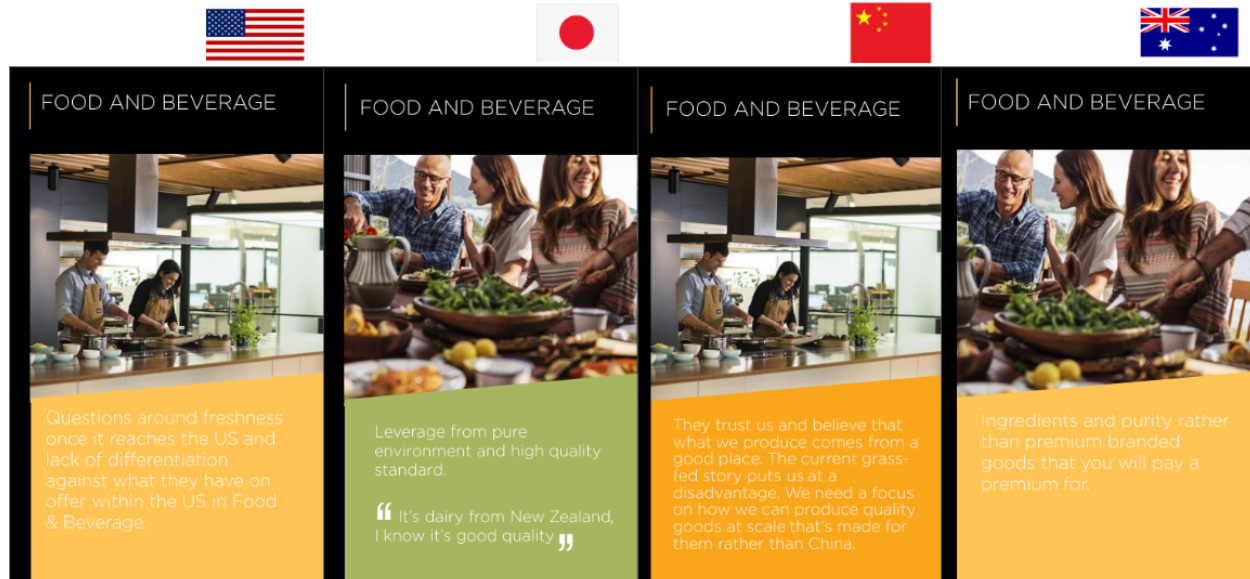 FOOD AND BEVERAGE
Questions around freshness
once it reaches the US and
lack of differentiation
against what they have on
offer within the US in Food
& Beverage.
FOOD AND BEVERAGE
Leverage from pure
environment and high quality
standard.
“ It's dairy from New Zealand,
I know it's good quality ”
FOOD AND BEVERAGE
They trust us and believe that
what we produce comes from a
good place. The current grass-
fed story puts us at a
disadvantage. We need a focus
on how we can produce quality
goods at scale that's made for
them rather than China.
FOOD AND BEVERAGE
Ingredients and purity rather
than premium branded
goods that you will pay a
premium for.